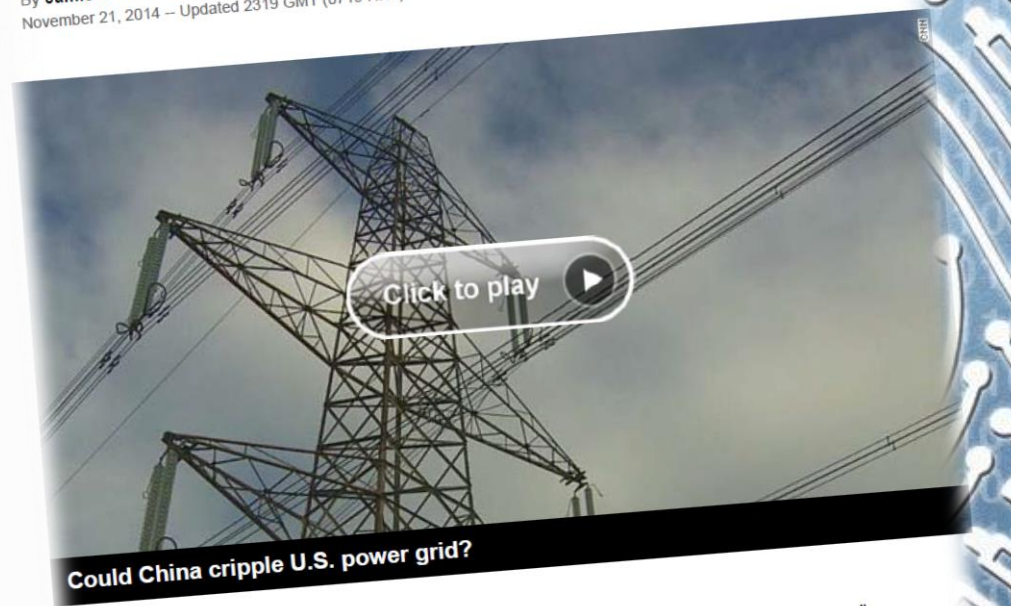 By
November 21, 2014 -- Updated 2319 GMT
CNN
Click to play
Could China cripple U.S. power grid?